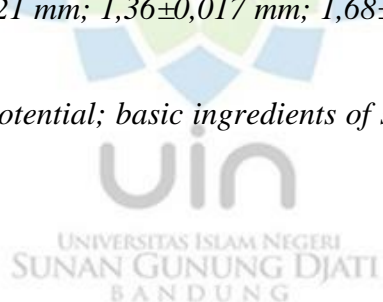 21 mm; 1,36±0,017 mm; 1,68±
otential; basic ingredients of
uin
UNIVERSITAS ISLAM NEGERI
SUNAN GUNUNG DJATI
BANDUNG